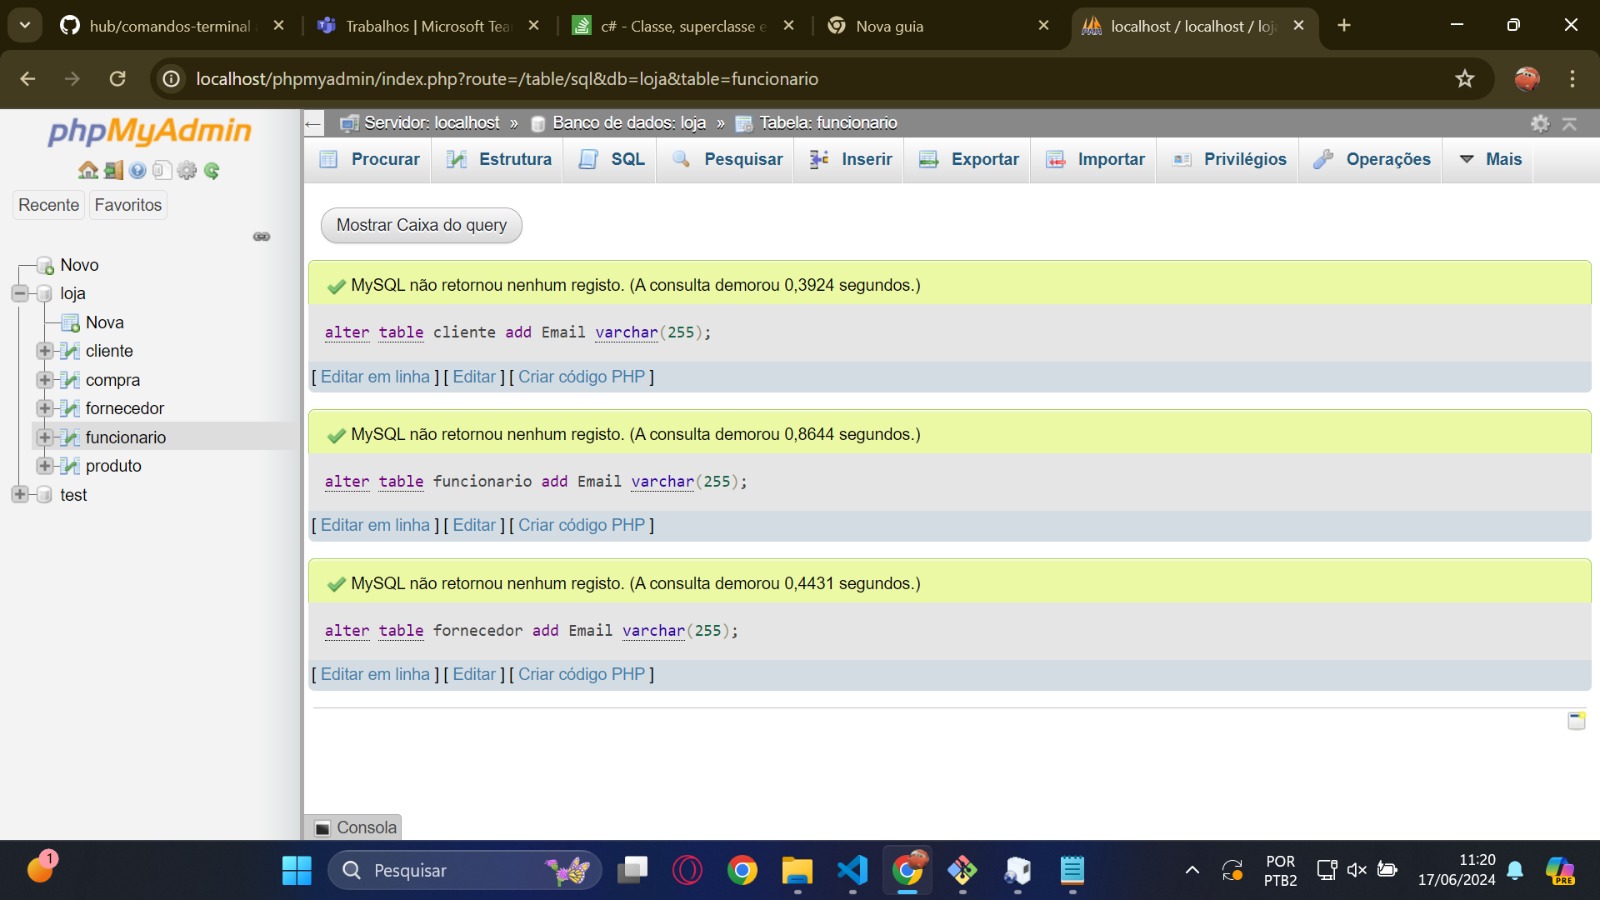 hub/comandos-terminal
Trabalhos | Microsoft Tea
c# - Classe, superclasse e
Nova guia
localhost / localhost / loj
localhost/phpmyadmin/index.php?route=/table/sql&db=loja&table=funcionario
phpMyAdmin
Recente
Favoritos
Novo
loja
Nova
cliente
compra
fornecedor
funcionario
produto
test
Servidor: localhost » Banco de dados: loja » Tabela: funcionario
Procurar
Estrutura
SQL
Pesquisar
Inserir
Exportar
Importar
Privilégios
Operações
Mais
Mostrar Caixa do query
MySQL não retornou nenhum registo. (A consulta demorou 0,3924 segundos.)
alter table cliente add Email varchar(255);
[ Editar em linha ] [ Editar ] [ Criar código PHP ]
MySQL não retornou nenhum registo. (A consulta demorou 0,8644 segundos.)
alter table funcionario add Email varchar(255);
[ Editar em linha ] [ Editar ] [ Criar código PHP ]
MySQL não retornou nenhum registo. (A consulta demorou 0,4431 segundos.)
alter table fornecedor add Email varchar(255);
[ Editar em linha ] [ Editar ] [ Criar código PHP ]
Consola
1
Pesquisar
POR
PTB2
11:20
17/06/2024
PRE